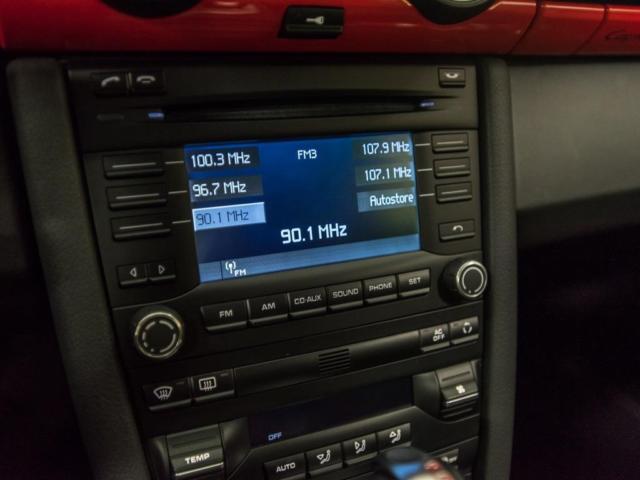 100.3 MHz
FM3
107.9 MHz
96.7 MHz
107.1 MHz
90.1 MHz
Autostore
90.1 MHz
FM
FM
AM
CD·AUX
SOUND
PHONE
SET
AC
OFF
OFF
TEMP
AUTO